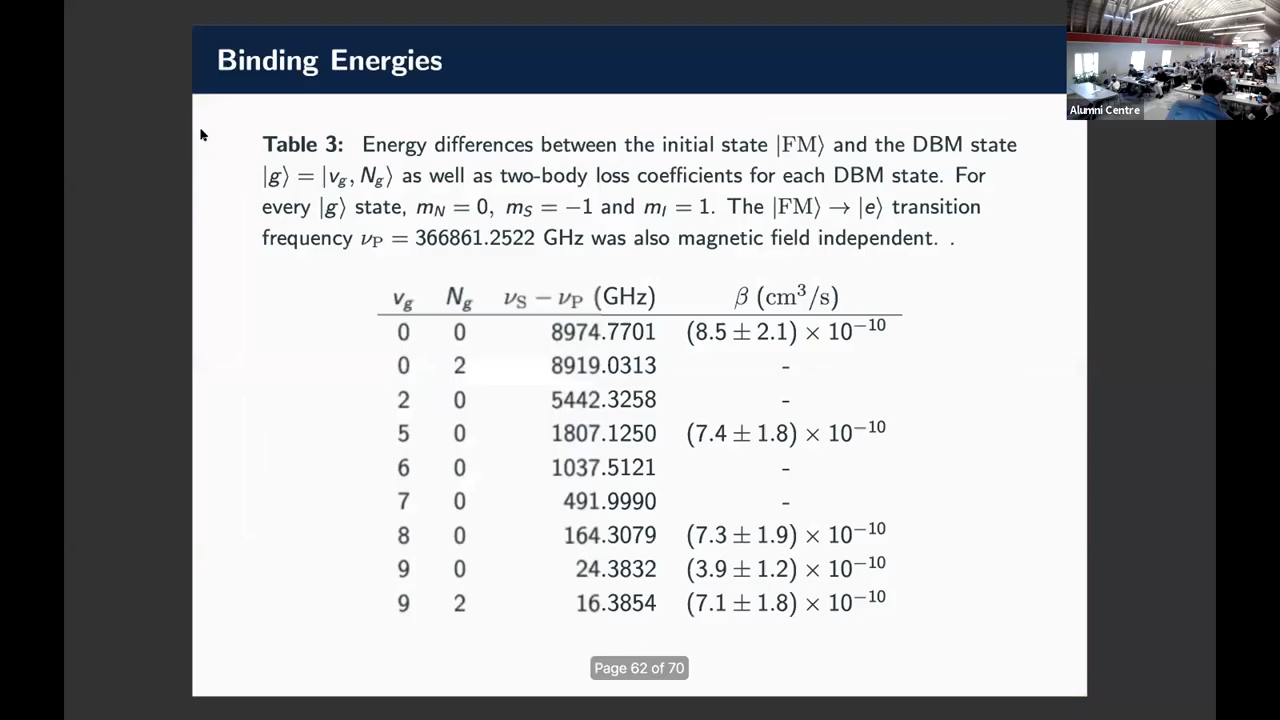 Binding Energies
Alumni Centre
Table 3: Energy differences between the initial state |FM⟩ and the DBM state
|g⟩ = |v_g, N_g⟩ as well as two-body loss coefficients for each DBM state. For
every |g⟩ state, m_N = 0, m_S = −1 and m_I = 1. The |FM⟩ → |e⟩ transition
frequency ν_P = 366861.2522 GHz was also magnetic field independent. .
v_g N_g ν_S − ν_P (GHz) β (cm³/s)
0 0 8974.7701 (8.5 ± 2.1) × 10⁻¹⁰
0 2 8919.0313 -
2 0 5442.3258 -
5 0 1807.1250 (7.4 ± 1.8) × 10⁻¹⁰
6 0 1037.5121 -
7 0 491.9990 -
8 0 164.3079 (7.3 ± 1.9) × 10⁻¹⁰
9 0 24.3832 (3.9 ± 1.2) × 10⁻¹⁰
9 2 16.3854 (7.1 ± 1.8) × 10⁻¹⁰
Page 62 of 70